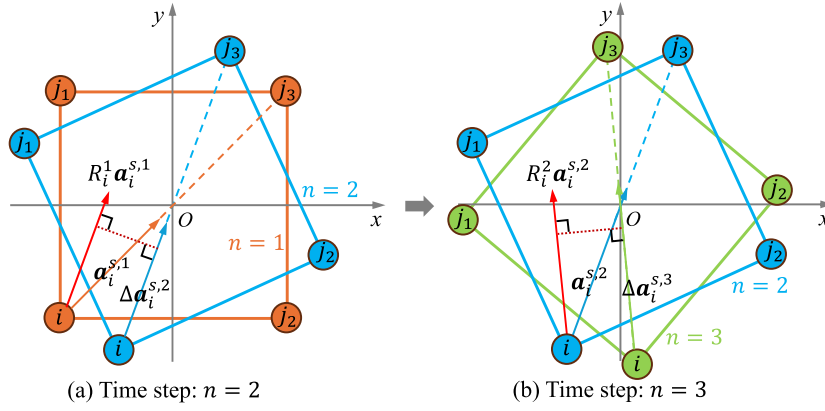 y
j₃
j₁
j₃
j₁
R_i^1 a_i^{s,1}
n = 2
O
x
n = 1
a_i^{s,1}
Δa_i^{s,2}
j₂
i
j₂
i
(a) Time step: n = 2
y
j₃
j₃
j₁
R_i^2 a_i^{s,2}
j₂
j₁
O
x
a_i^{s,2}
Δa_i^{s,3}
j₂
n = 2
n = 3
i
i
(b) Time step: n = 3